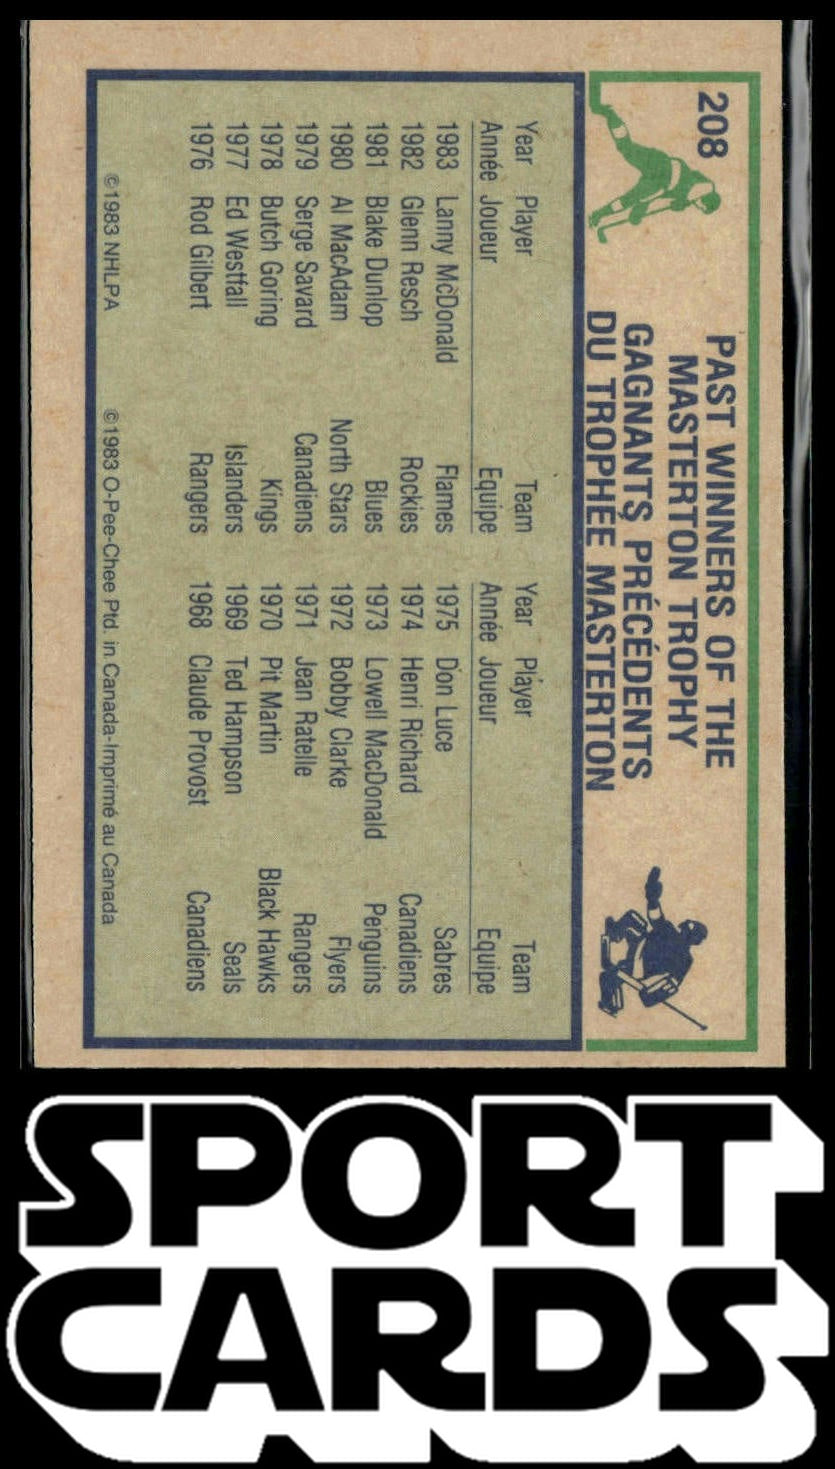 208
PAST WINNERS OF THE
MASTERTON TROPHY
GAGNANTS PRÉCÉDENTS
DU TROPHÉE MASTERTON
Year Player Team Year Player Team
Année Joueur Equipe Année Joueur Equipe
1983 Lanny McDonald Flames 1975 Don Luce Sabres
1982 Glenn Resch Rockies 1974 Henri Richard Canadiens
1981 Blake Dunlop Blues 1973 Lowell MacDonald Penguins
1980 Al MacAdam North Stars 1972 Bobby Clarke Flyers
1979 Serge Savard Canadiens 1971 Jean Ratelle Rangers
1978 Butch Goring Kings 1970 Pit Martin Black Hawks
1977 Ed Westfall Islanders 1969 Ted Hampson Seals
1976 Rod Gilbert Rangers 1968 Claude Provost Canadiens
©1983 NHLPA ©1983 O-Pee-Chee Ptd. in Canada-Imprimé au Canada
SPORT
CARDS